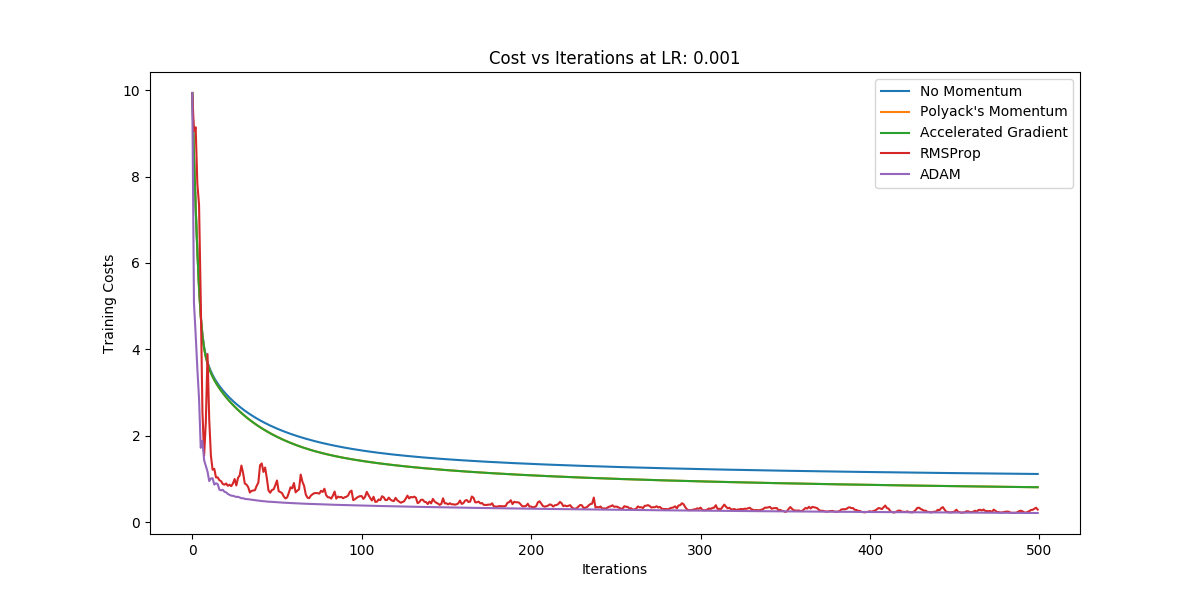 Cost vs Iterations at LR: 0.001
No Momentum
Polyack's Momentum
Accelerated Gradient
RMSProp
ADAM
Training Costs
10
8
6
4
2
0
0 100 200 300 400 500
Iterations